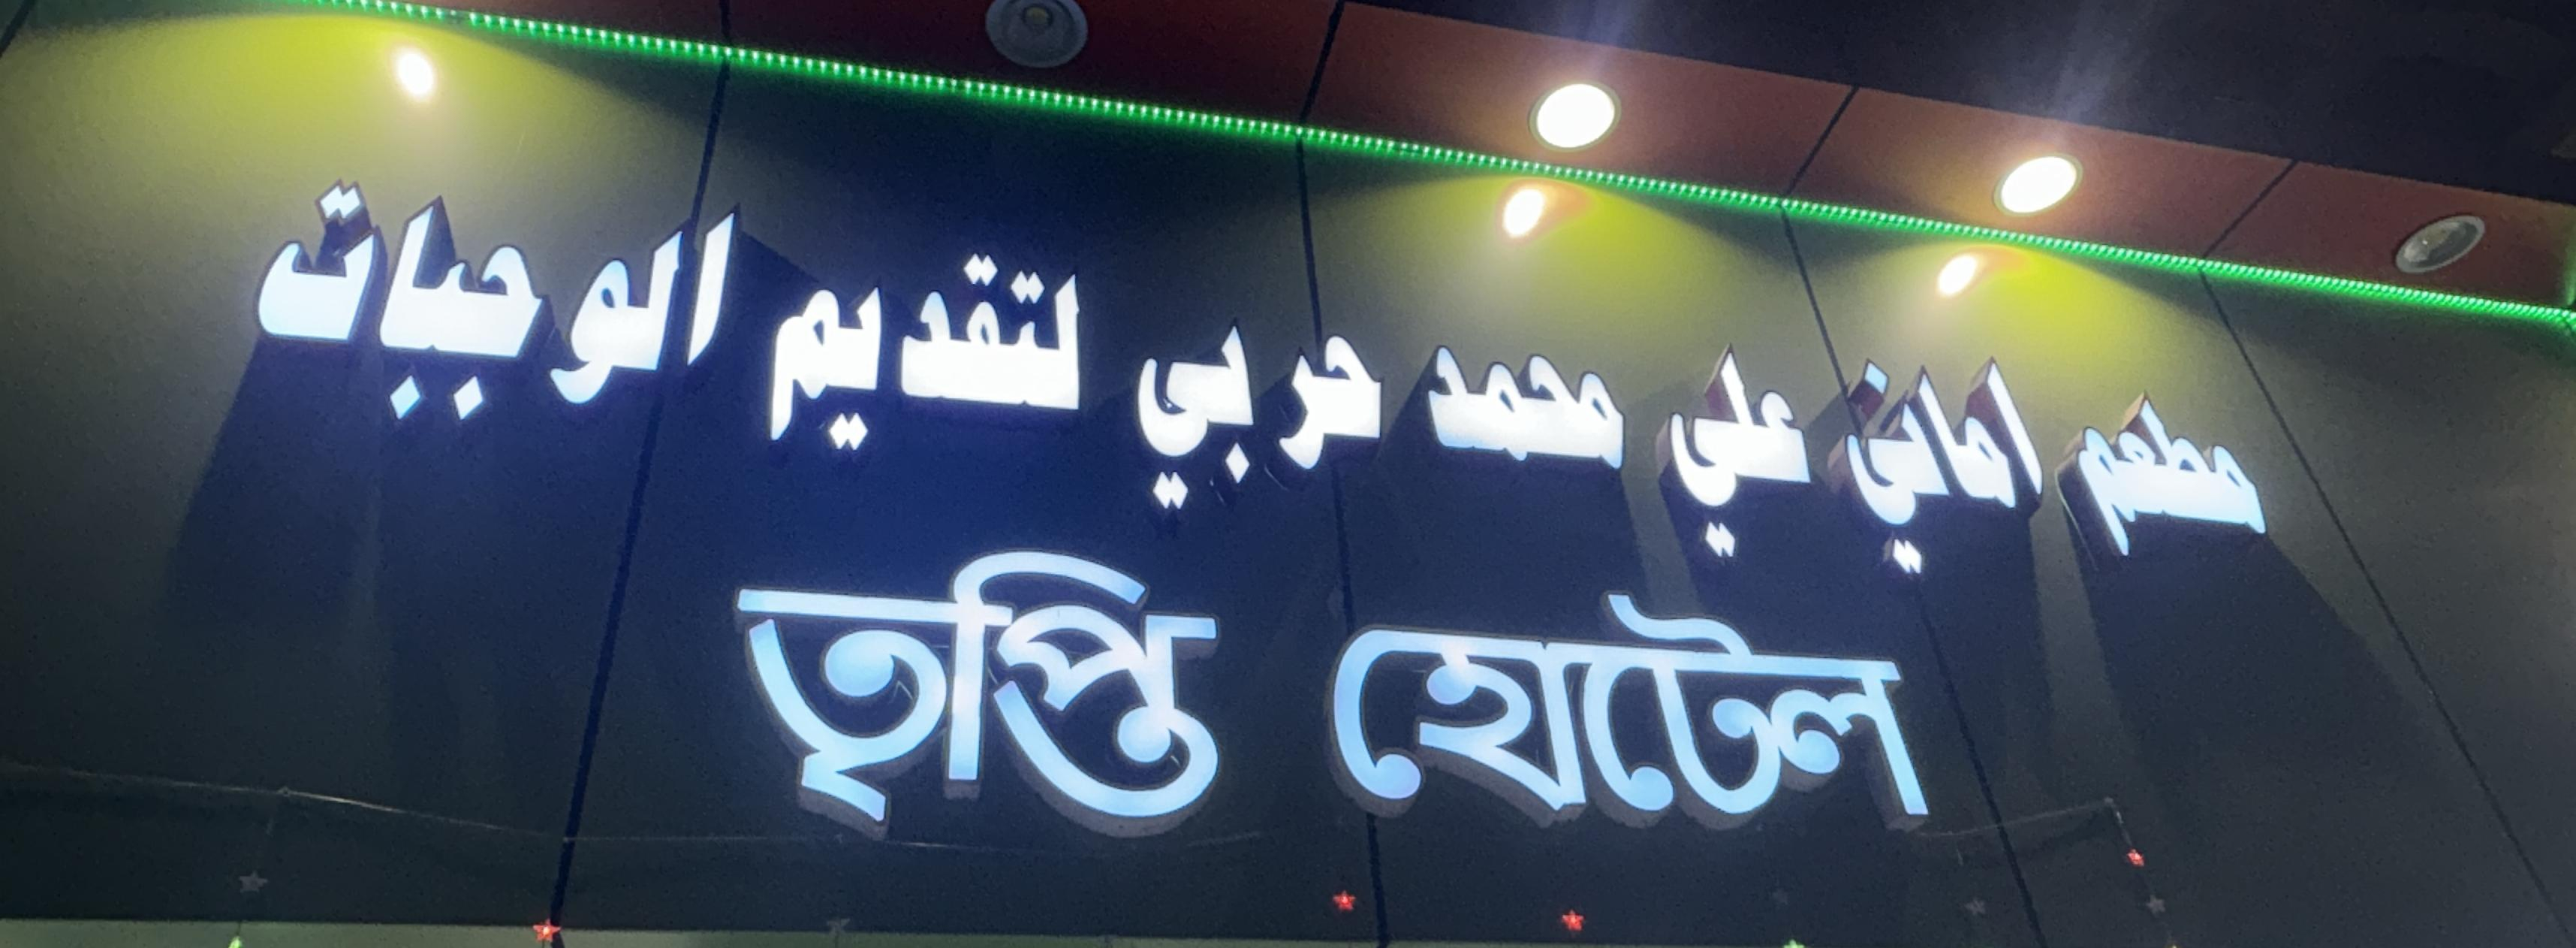 مطعم اماني علي محمد حربي لتقديم الوجبات
তৃপ্তি হোটেল